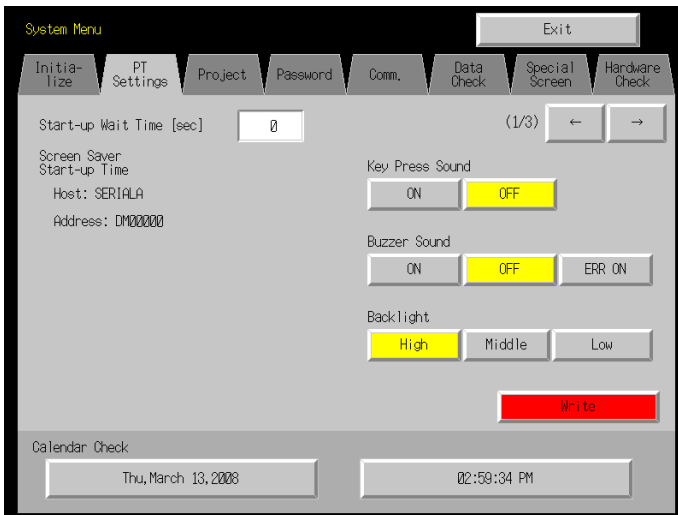 System Menu
Exit
Initia-
lize
PT
Settings
Project
Password
Comm.
Data
Check
Special
Screen
Hardware
Check
Start-up Wait Time [sec]
0
(1/3)
←
→
Screen Saver
Start-up Time
Host: SERIALA
Address: DM00000
Key Press Sound
ON
OFF
Buzzer Sound
ON
OFF
ERR ON
Backlight
High
Middle
Low
Write
Calendar Check
Thu,March 13,2008
02:59:34 PM